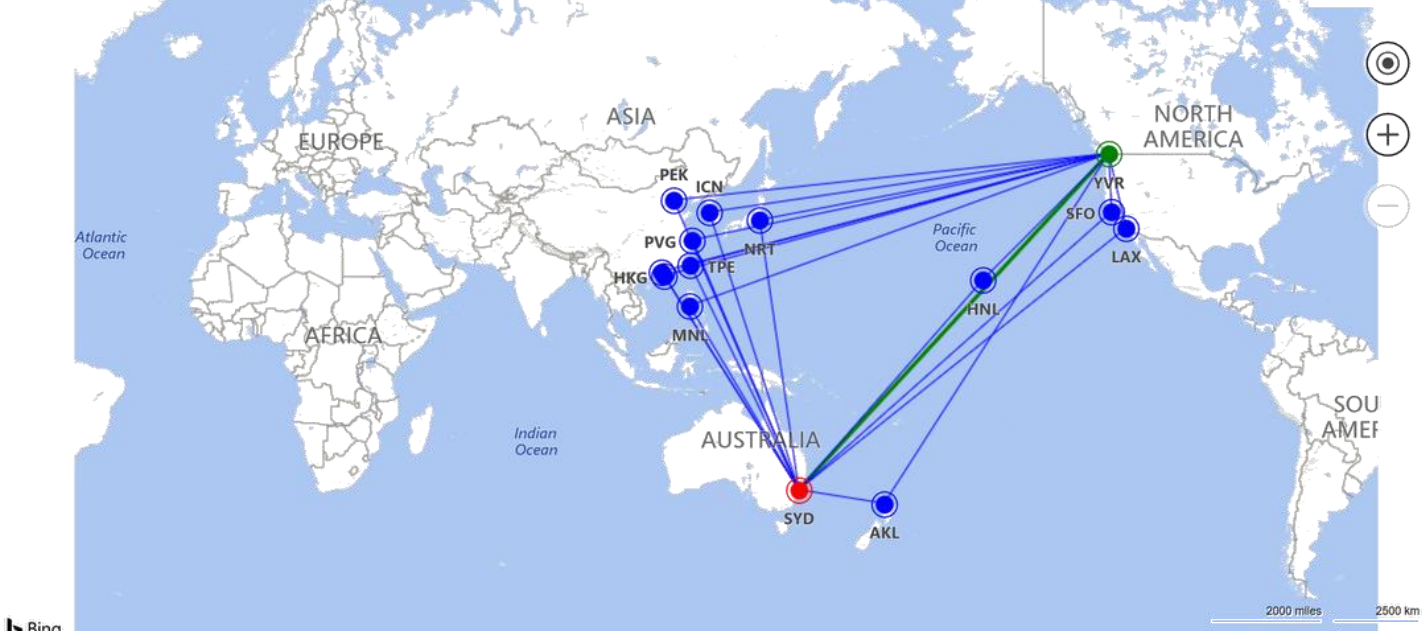 ASIA
NORTH
AMERICA
EUROPE
PEK
ICN
YVR
SFO
Atlantic
Ocean
PVG
Pacific
Ocean
NRT
LAX
TPE
HKG
HNL
MNL
AFRICA
SOU
AMER
Indian
Ocean
AUSTRALIA
SYD
AKL
2000 miles
2500 km
Bing